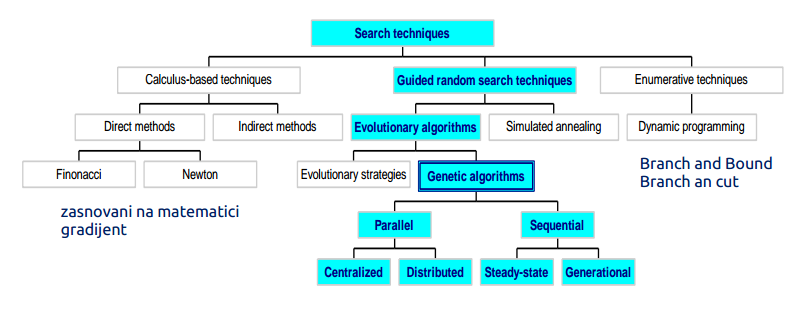 Search techniques
Calculus-based techniques
Guided random search techniques
Enumerative techniques
Direct methods
Indirect methods
Evolutionary algorithms
Simulated annealing
Dynamic programming
Finonacci
Newton
Evolutionary strategies
Genetic algorithms
Branch and Bound
Branch an cut
zasnovani na matematici
gradijent
Parallel
Sequential
Centralized
Distributed
Steady-state
Generational